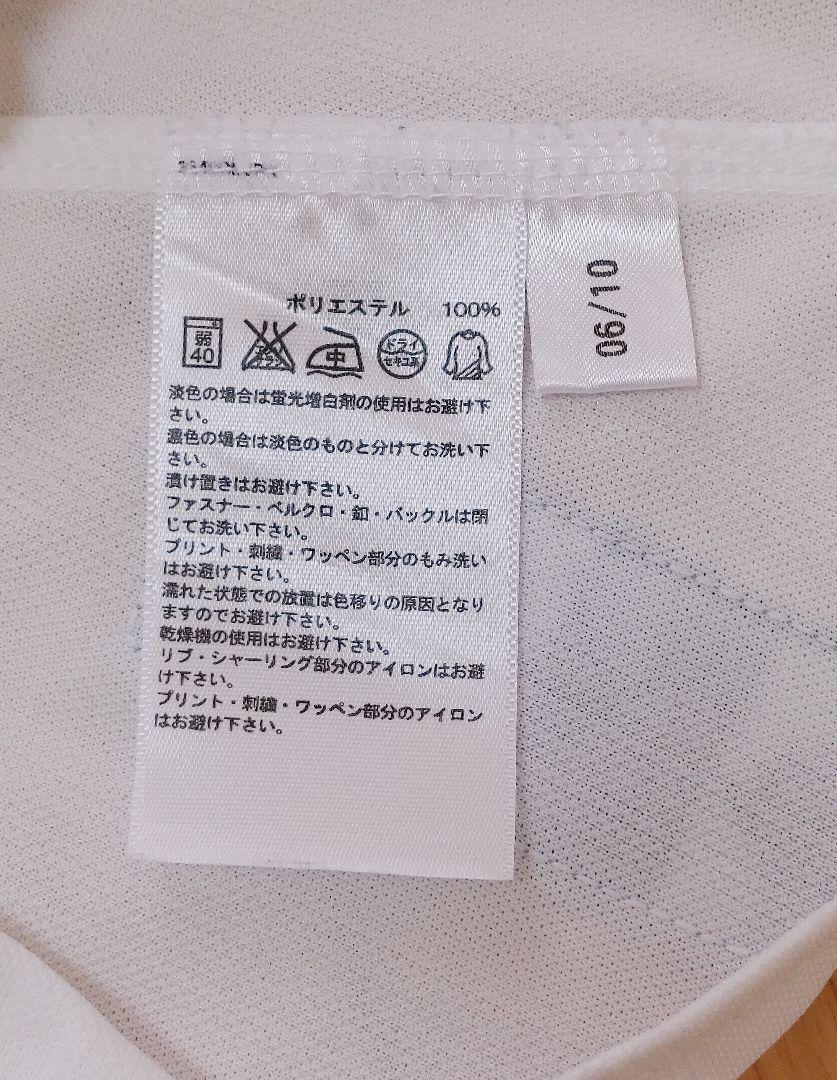 ポリエステル 100%
弱 40 エンソ サラシ 中 ドライ セキユ系
淡色の場合は蛍光増白剤の使用はお避け下
さい。
濃色の場合は淡色のものと分けてお洗い下
さい。
漬け置きはお避け下さい。
ファスナー・ベルクロ・釦・バックルは閉
じてお洗い下さい。
プリント・刺繍・ワッペン部分のもみ洗い
はお避け下さい。
濡れた状態での放置は色移りの原因となり
ますのでお避け下さい。
乾燥機の使用はお避け下さい。
リブ・シャーリング部分のアイロンはお避
け下さい。
プリント・刺繍・ワッペン部分のアイロン
はお避け下さい。
06/10